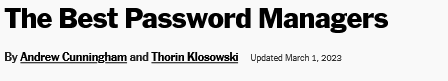 The Best Password Managers
By Andrew Cunningham and Thorin Klosowski Updated March 1, 2023